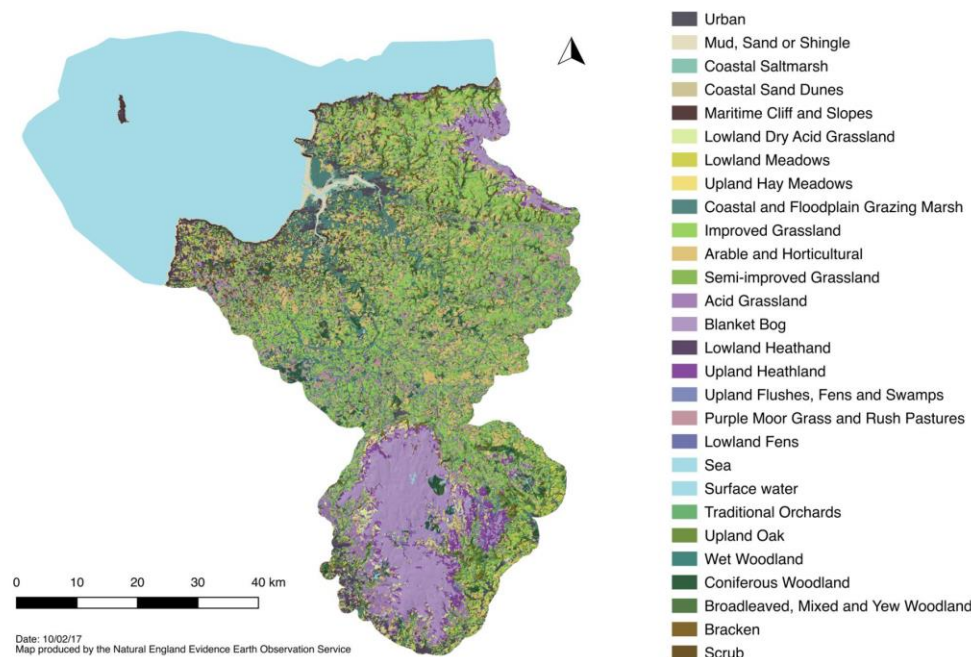 Urban
Mud, Sand or Shingle
Coastal Saltmarsh
Coastal Sand Dunes
Maritime Cliff and Slopes
Lowland Dry Acid Grassland
Lowland Meadows
Upland Hay Meadows
Coastal and Floodplain Grazing Marsh
Improved Grassland
Arable and Horticultural
Semi-improved Grassland
Acid Grassland
Blanket Bog
Lowland Heathand
Upland Heathland
Upland Flushes, Fens and Swamps
Purple Moor Grass and Rush Pastures
Lowland Fens
Sea
Surface water
Traditional Orchards
Upland Oak
Wet Woodland
Coniferous Woodland
Broadleaved, Mixed and Yew Woodland
Bracken
Scrub
0 10 20 30 40 km
Date: 10/02/17
Map produced by the Natural England Evidence Earth Observation Service